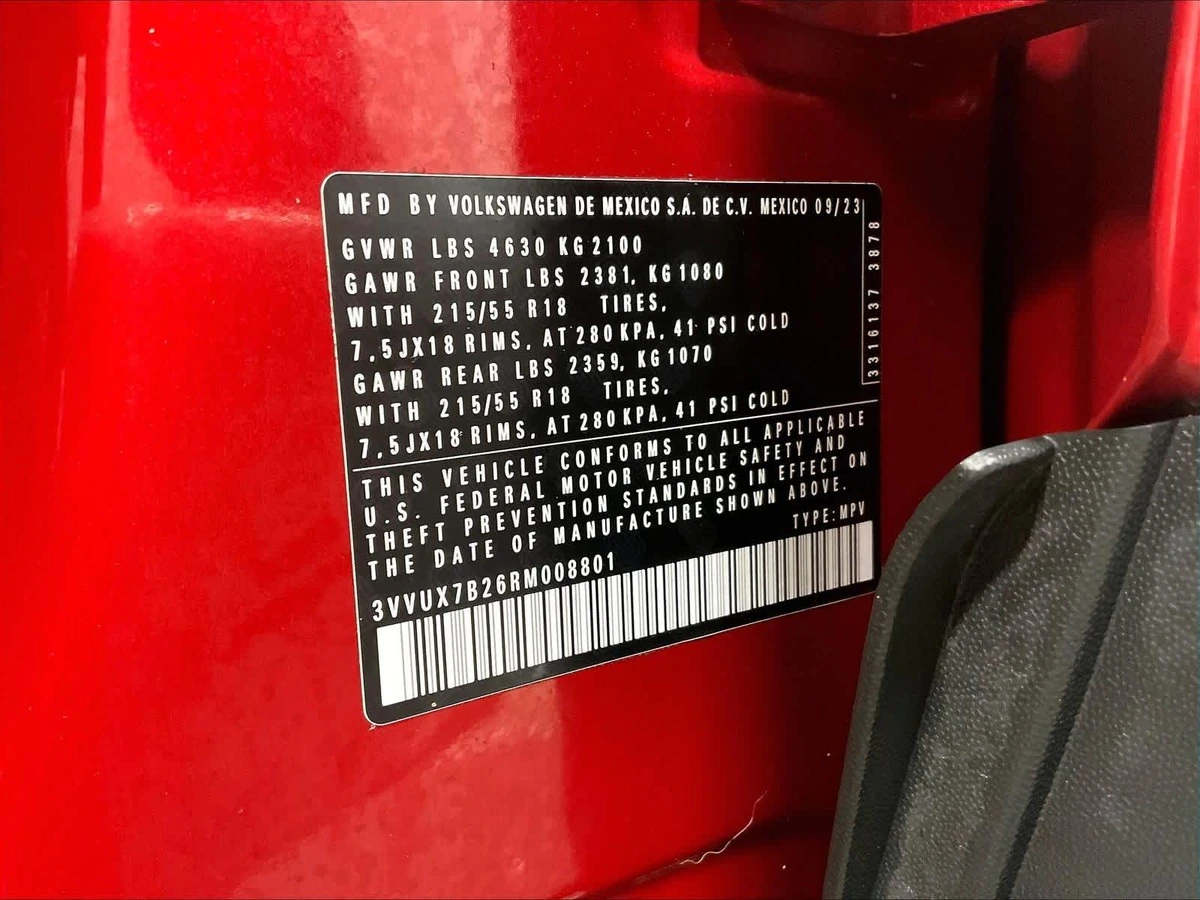 MFD BY VOLKSWAGEN DE MEXICO S.A. DE C.V. MEXICO 09/23
GVWR LBS 4630 KG 2100
GAWR FRONT LBS 2381, KG 1080
WITH 215/55 R18 TIRES,
7,5JX18 RIMS, AT 280 KPA, 41 PSI COLD
GAWR REAR LBS 2359, KG 1070
WITH 215/55 R18 TIRES,
7,5JX18 RIMS, AT 280 KPA, 41 PSI COLD
3316137 3878
THIS VEHICLE CONFORMS TO ALL APPLICABLE
U.S. FEDERAL MOTOR VEHICLE SAFETY AND
THEFT PREVENTION STANDARDS IN EFFECT ON
THE DATE OF MANUFACTURE SHOWN ABOVE.
TYPE: MPV
3VVUX7B26RM008801